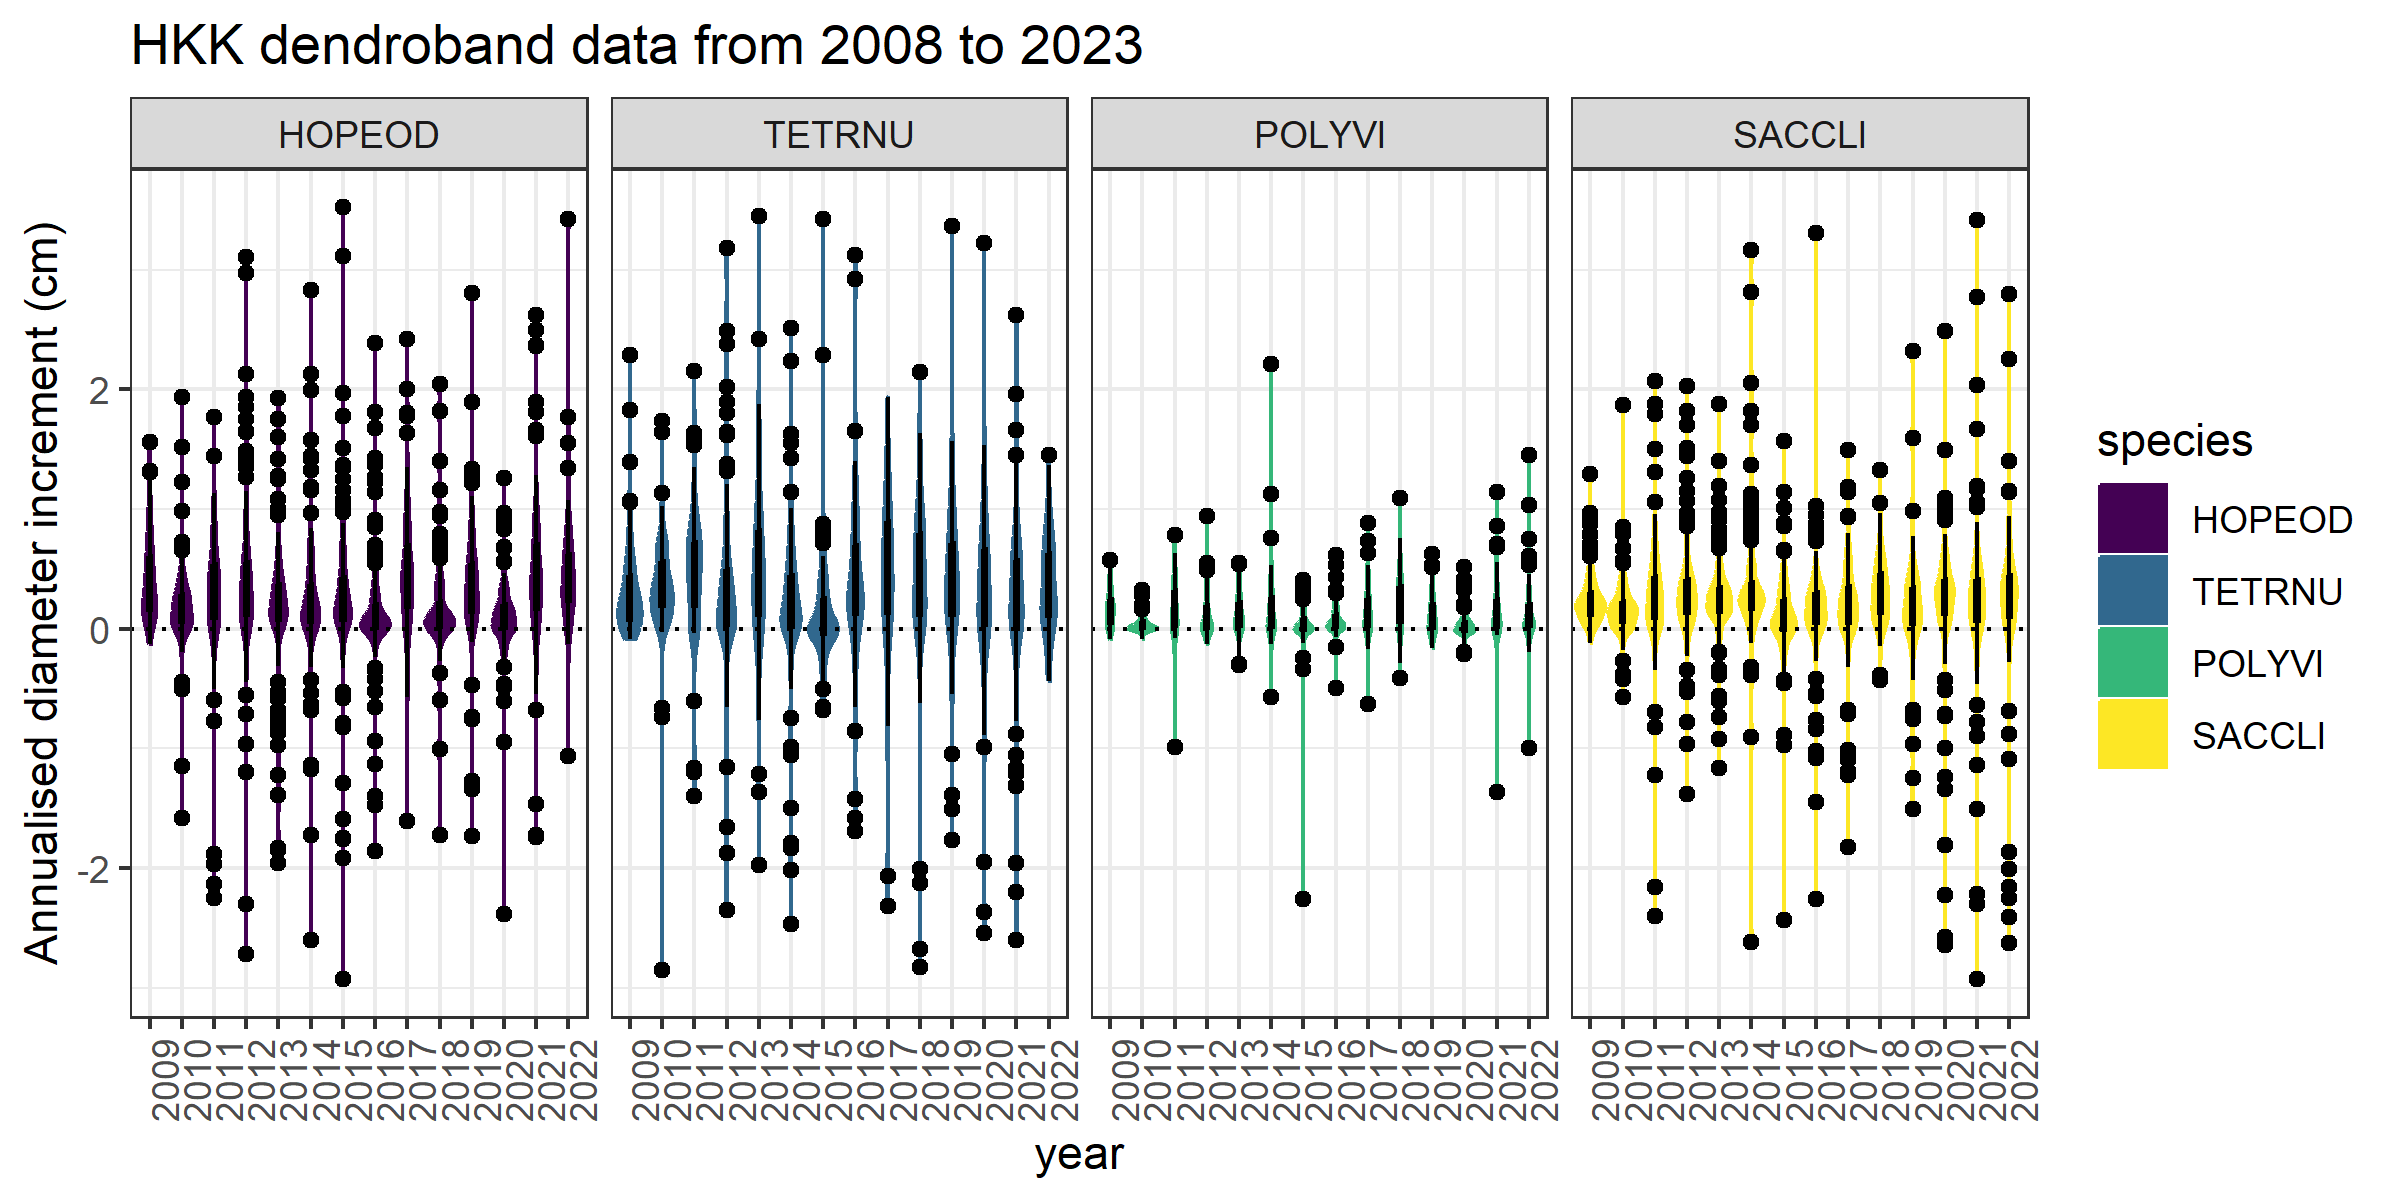 HKK dendroband data from 2008 to 2023
HOPEOD TETRNU POLYVI SACCLI
Annualised diameter increment (cm)
2
0
-2
2009 2010 2011 2012 2013 2014 2015 2016 2017 2018 2019 2020 2021 2022
2009 2010 2011 2012 2013 2014 2015 2016 2017 2018 2019 2020 2021 2022
2009 2010 2011 2012 2013 2014 2015 2016 2017 2018 2019 2020 2021 2022
2009 2010 2011 2012 2013 2014 2015 2016 2017 2018 2019 2020 2021 2022
year
species
HOPEOD
TETRNU
POLYVI
SACCLI